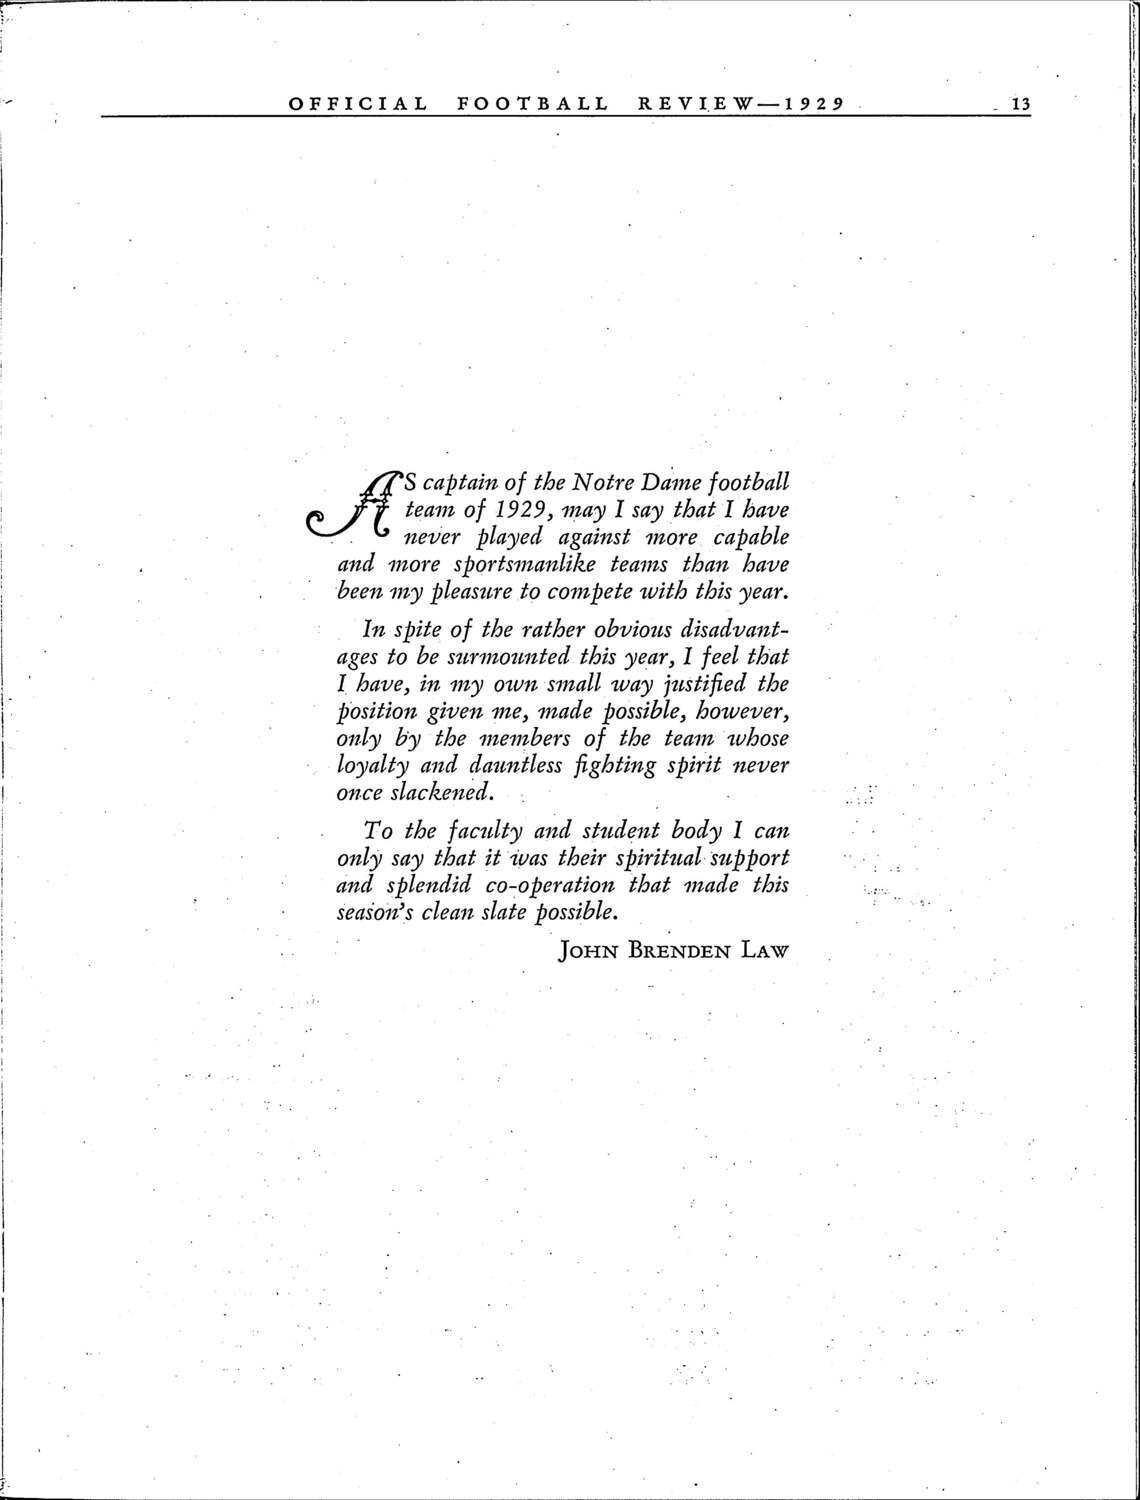 OFFICIAL FOOTBALL REVIEW—1929 13
AS captain of the Notre Dame football
team of 1929, may I say that I have
never played against more capable
and more sportsmanlike teams than have
been my pleasure to compete with this year.
In spite of the rather obvious disadvant-
ages to be surmounted this year, I feel that
I have, in my own small way justified the
position given me, made possible, however,
only by the members of the team whose
loyalty and dauntless fighting spirit never
once slackened.
To the faculty and student body I can
only say that it was their spiritual support
and splendid co-operation that made this
season's clean slate possible.
JOHN BRENDEN LAW